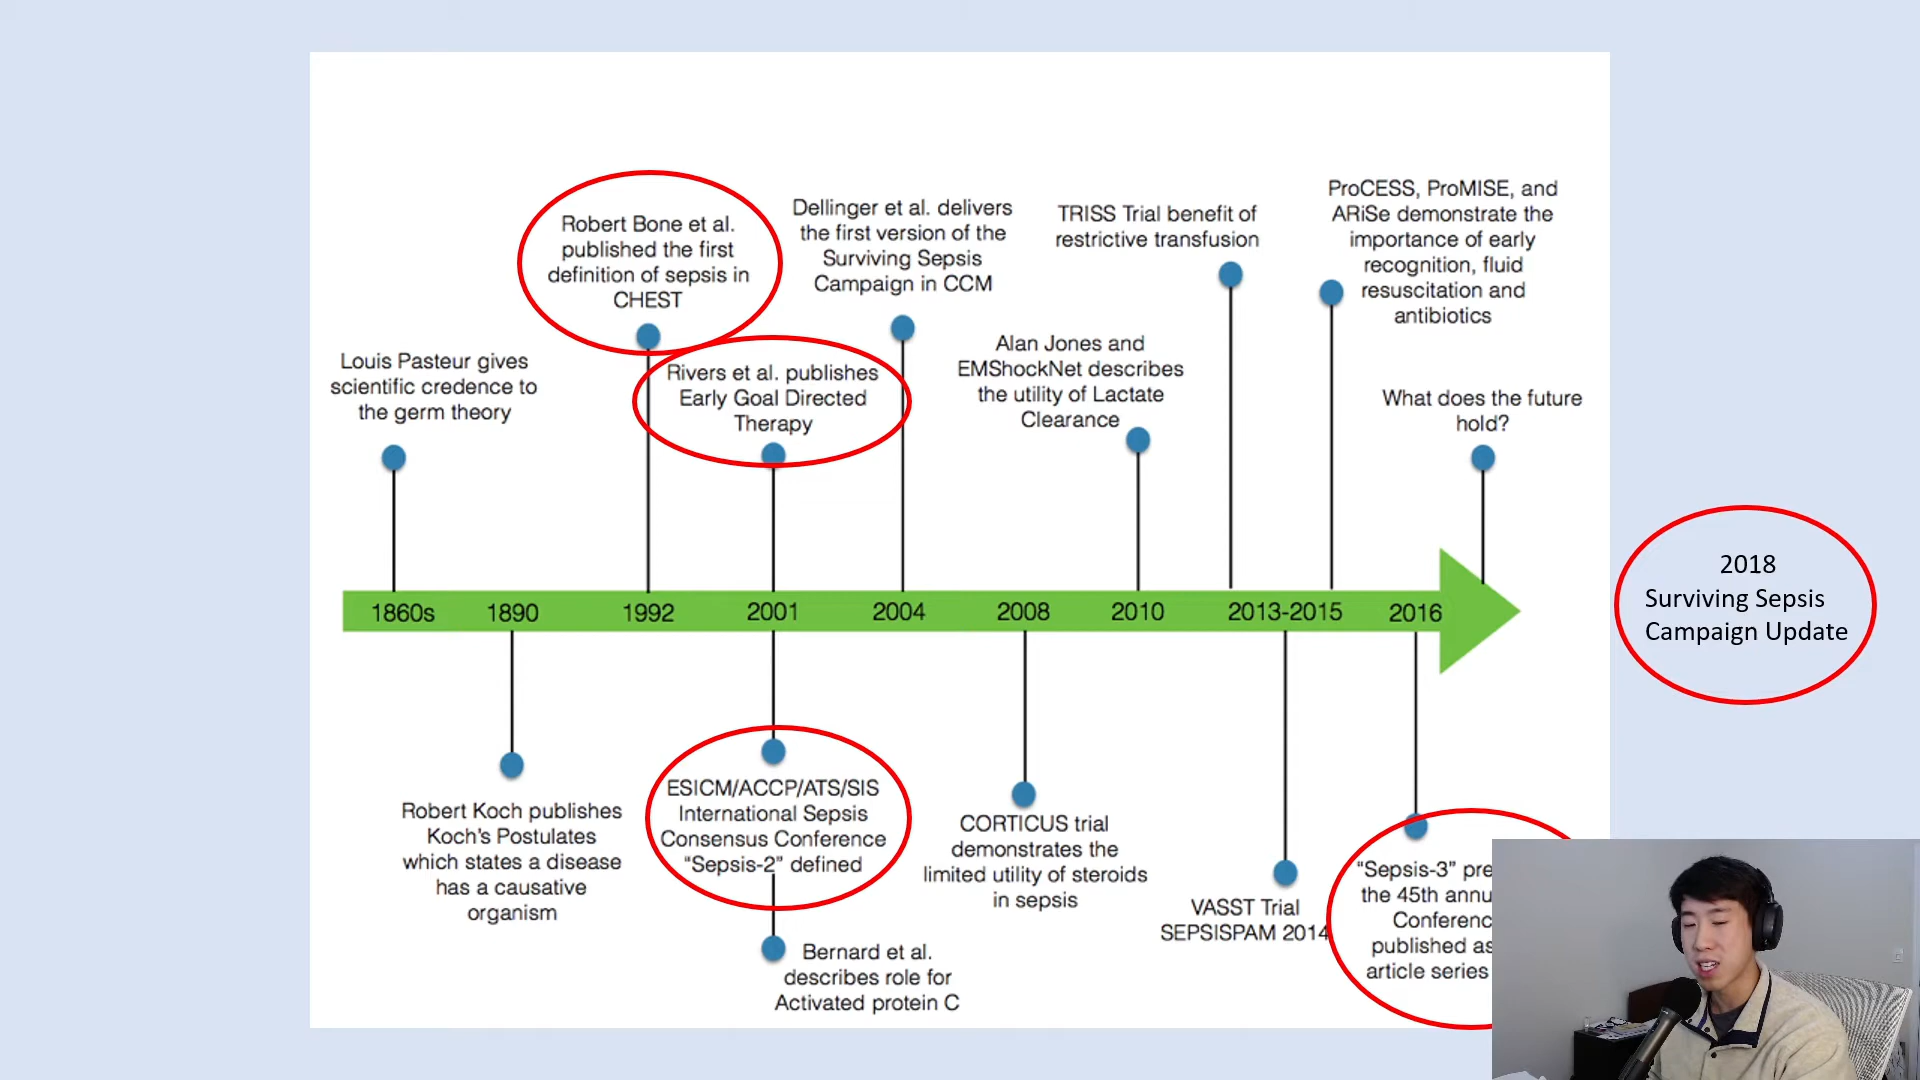 Robert Bone et al.
published the first
definition of sepsis in
CHEST
Dellinger et al. delivers
the first version of the
Surviving Sepsis
Campaign in CCM
TRISS Trial benefit of
restrictive transfusion
ProCESS, ProMISE, and
ARiSe demonstrate the
importance of early
recognition, fluid
resuscitation and
antibiotics
Louis Pasteur gives
scientific credence to
the germ theory
Rivers et al. publishes
Early Goal Directed
Therapy
Alan Jones and
EMShockNet describes
the utility of Lactate
Clearance
What does the future
hold?
1860s 1890 1992 2001 2004 2008 2010 2013-2015 2016
2018
Surviving Sepsis
Campaign Update
Robert Koch publishes
Koch's Postulates
which states a disease
has a causative
organism
ESICM/ACCP/ATS/SIS
International Sepsis
Consensus Conference
“Sepsis-2” defined
Bernard et al.
describes role for
Activated protein C
CORTICUS trial
demonstrates the
limited utility of steroids
in sepsis
VASST Trial
SEPSISPAM 2014
“Sepsis-3”
the 45th
published as
article series